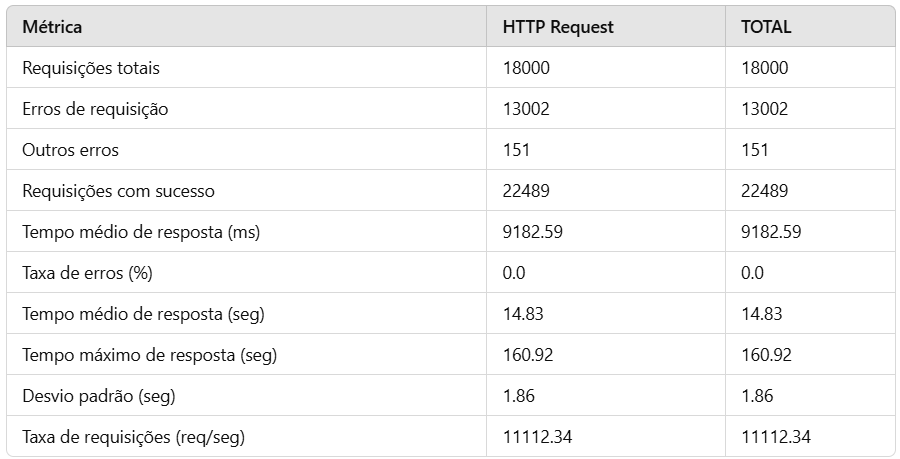 Métrica HTTP Request TOTAL
Requisições totais 18000 18000
Erros de requisição 13002 13002
Outros erros 151 151
Requisições com sucesso 22489 22489
Tempo médio de resposta (ms) 9182.59 9182.59
Taxa de erros (%) 0.0 0.0
Tempo médio de resposta (seg) 14.83 14.83
Tempo máximo de resposta (seg) 160.92 160.92
Desvio padrão (seg) 1.86 1.86
Taxa de requisições (req/seg) 11112.34 11112.34